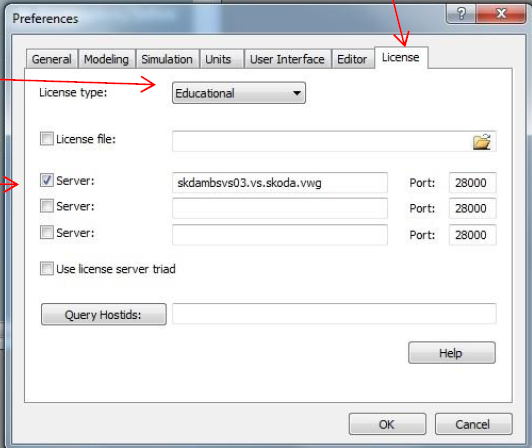 Preferences
General Modeling Simulation Units User Interface Editor License
License type: Educational
License file:
Server: skdambsvs03.vs.skoda.vwg Port: 28000
Server: Port: 28000
Server: Port: 28000
Use license server triad
Query Hostids:
Help
OK Cancel